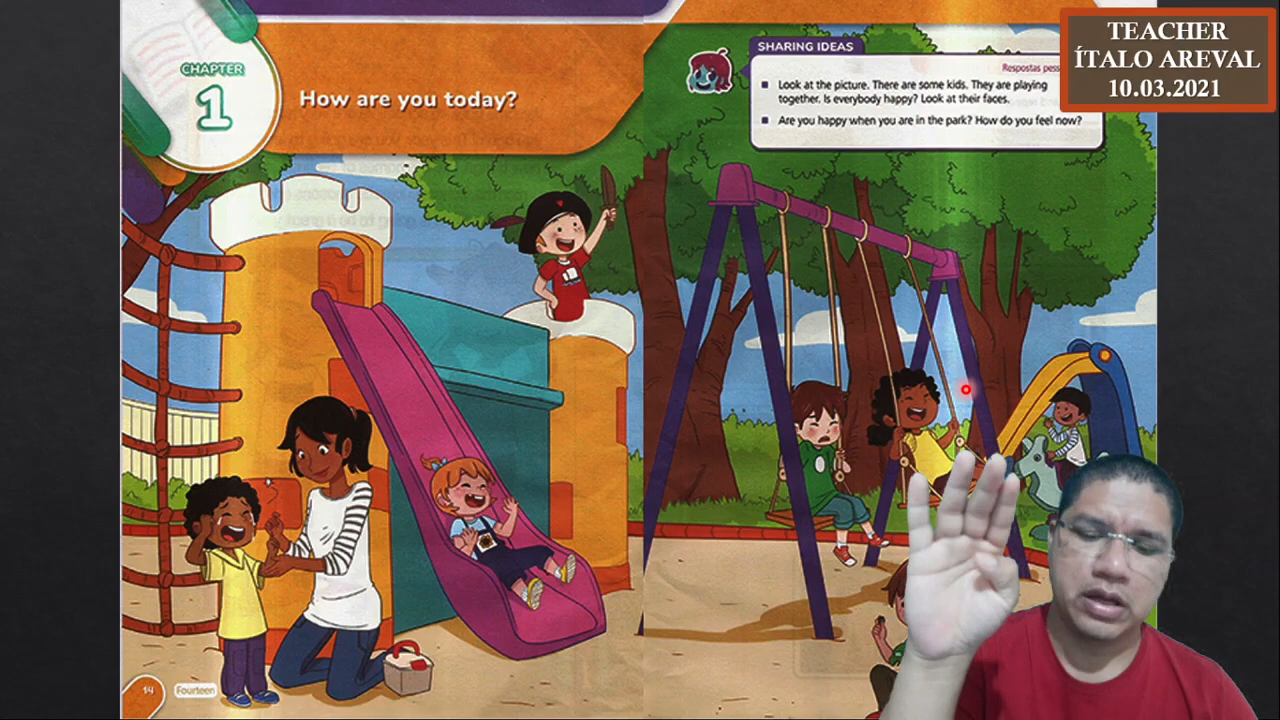 CHAPTER
1
How are you today?
SHARING IDEAS
Respostas
Look at the picture. There are some kids. They are playing
together. Is everybody happy? Look at their faces.
Are you happy when you are in the park? How do you feel now?
TEACHER
ÍTALO AREVAL
10.03.2021
14
Fourteen